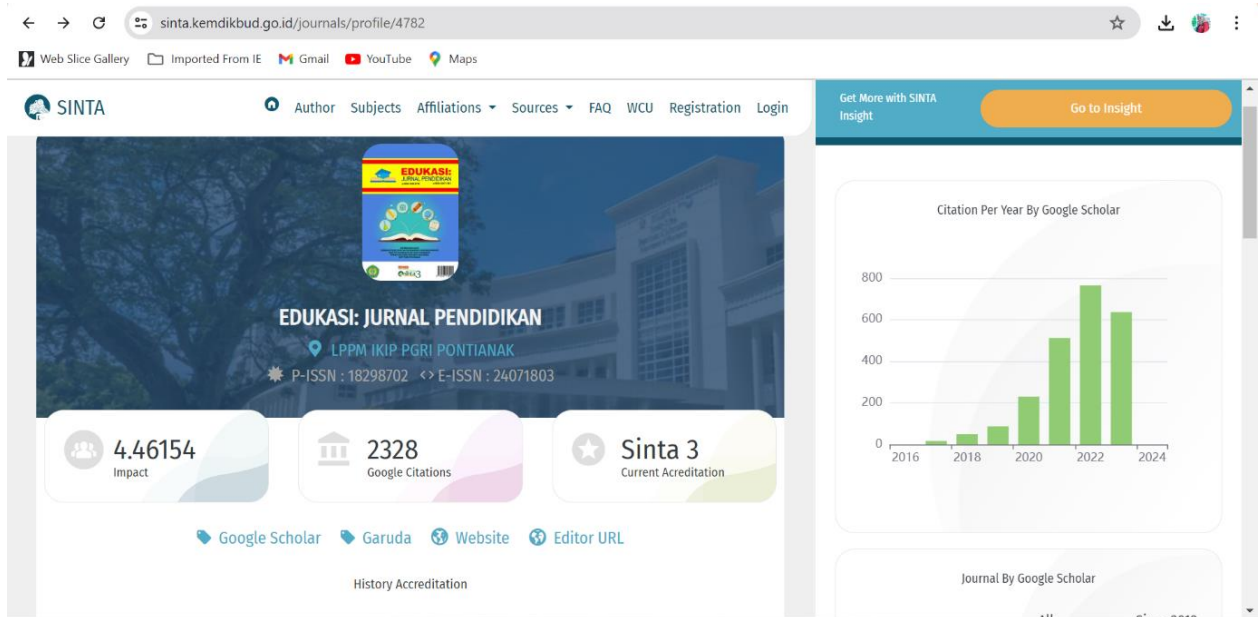 sinta.kemdikbud.go.id/journals/profile/4782
Web Slice Gallery Imported From IE Gmail YouTube Maps
SINTA Author Subjects Affiliations Sources FAQ WCU Registration Login
Get More with SINTA
Insight
Go to Insight
EDUKASI:
JURNAL PENDIDIKAN
EDUKASI: JURNAL PENDIDIKAN
LPPM IKIP PGRI PONTIANAK
P-ISSN : 18298702 <> E-ISSN : 24071803
4.46154
Impact
2328
Google Citations
Sinta 3
Current Acreditation
Google Scholar Garuda Website Editor URL
History Accreditation
Citation Per Year By Google Scholar
800
600
400
200
0
2016 2018 2020 2022 2024
Journal By Google Scholar